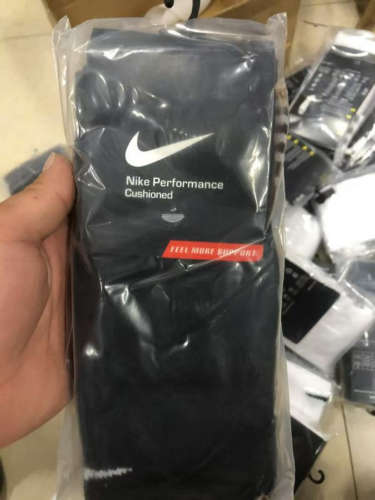 Nike Performance
Cushioned
FEEL MORE SUPPORT